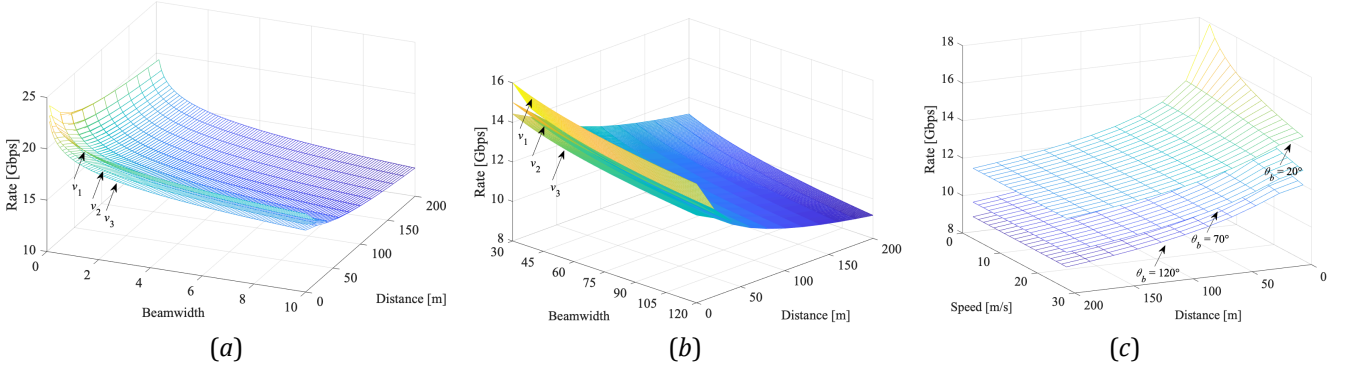 25
20
15
10
Rate [Gbps]
v1
v2 v3
0
2
4
6
8
10
Beamwidth
0
50
100
150
200
Distance [m]
(a)
16
14
12
10
8
Rate [Gbps]
v1
v2
v3
30
45
60
75
90
105
120
Beamwidth
0
50
100
150
200
Distance [m]
(b)
18
16
14
12
10
8
Rate [Gbps]
θb = 20°
θb = 70°
θb = 120°
0
10
20
30
Speed [m/s]
200
150
100
50
0
Distance [m]
(c)